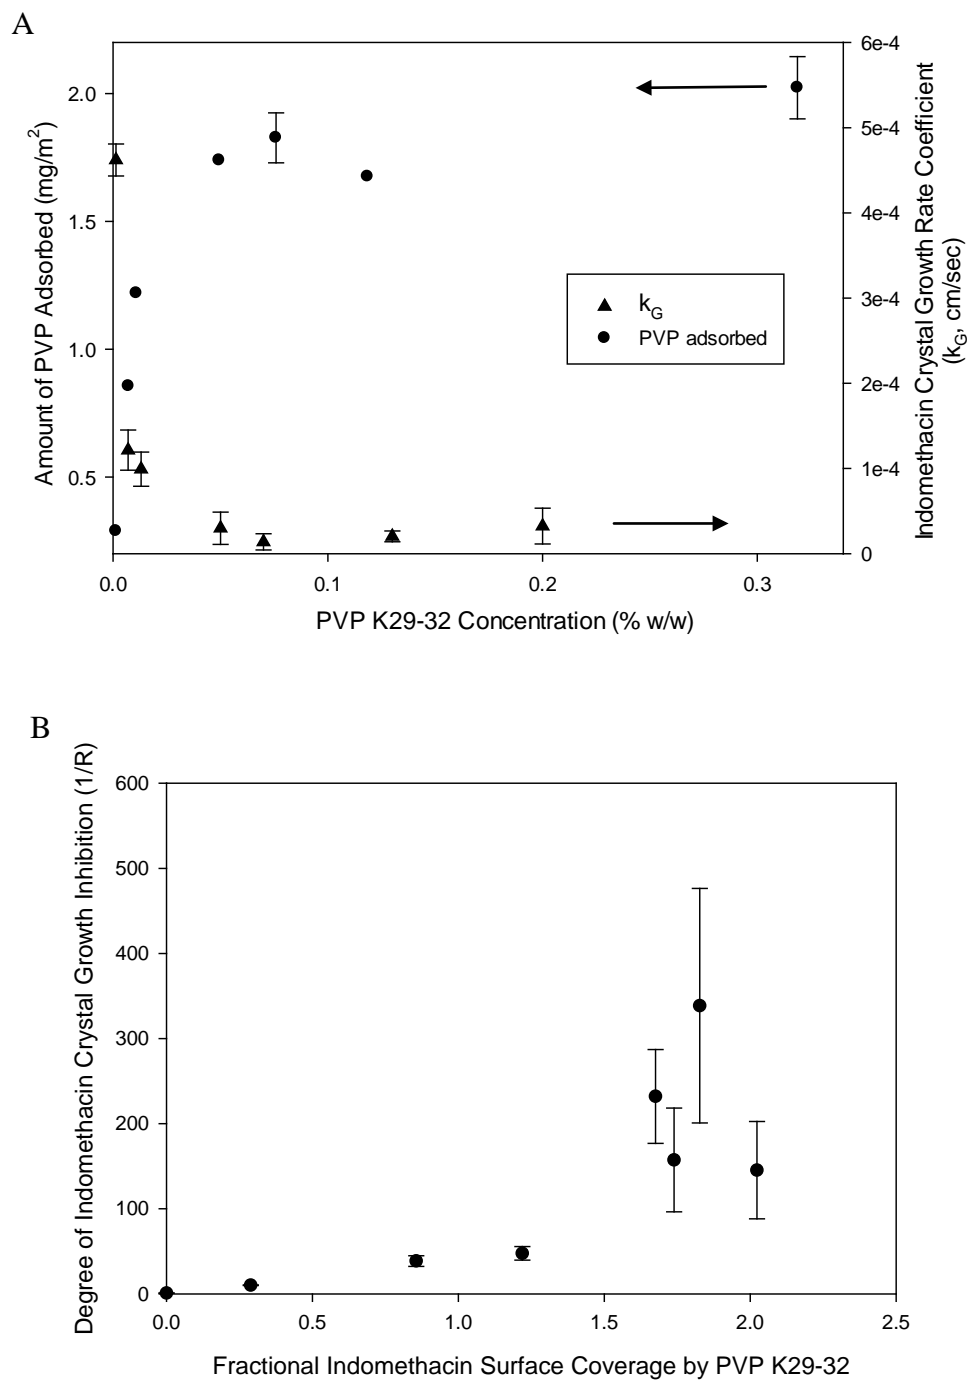 A
Amount of PVP Adsorbed (mg/m²)
2.0
1.5
1.0
0.5
6e-4
5e-4
4e-4
3e-4
2e-4
1e-4
0
Indomethacin Crystal Growth Rate Coefficient
(kG, cm/sec)
kG
PVP adsorbed
0.0 0.1 0.2 0.3
PVP K29-32 Concentration (% w/w)
B
Degree of Indomethacin Crystal Growth Inhibition (1/R)
600
500
400
300
200
100
0
0.0 0.5 1.0 1.5 2.0 2.5
Fractional Indomethacin Surface Coverage by PVP K29-32